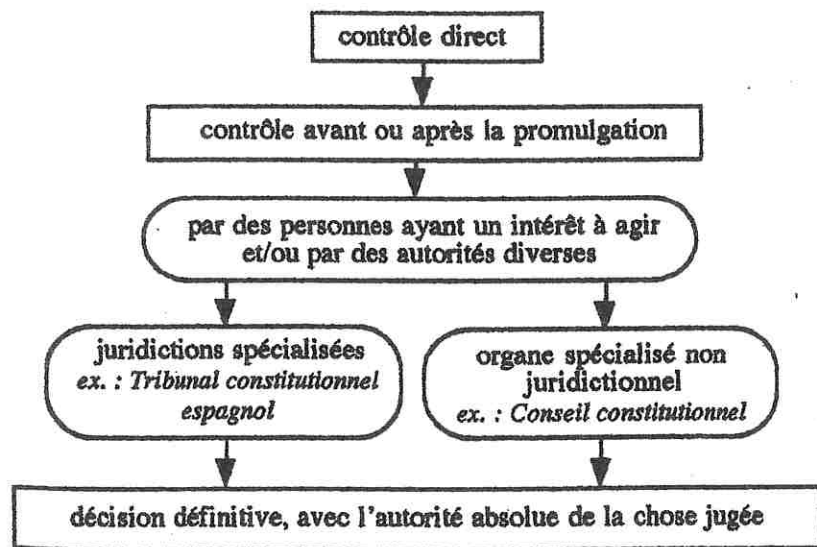 contrôle direct
contrôle avant ou après la promulgation
par des personnes ayant un intérêt à agir
et/ou par des autorités diverses
juridictions spécialisées
ex. : Tribunal constitutionnel
espagnol
organe spécialisé non
juridictionnel
ex. : Conseil constitutionnel
décision définitive, avec l'autorité absolue de la chose jugée